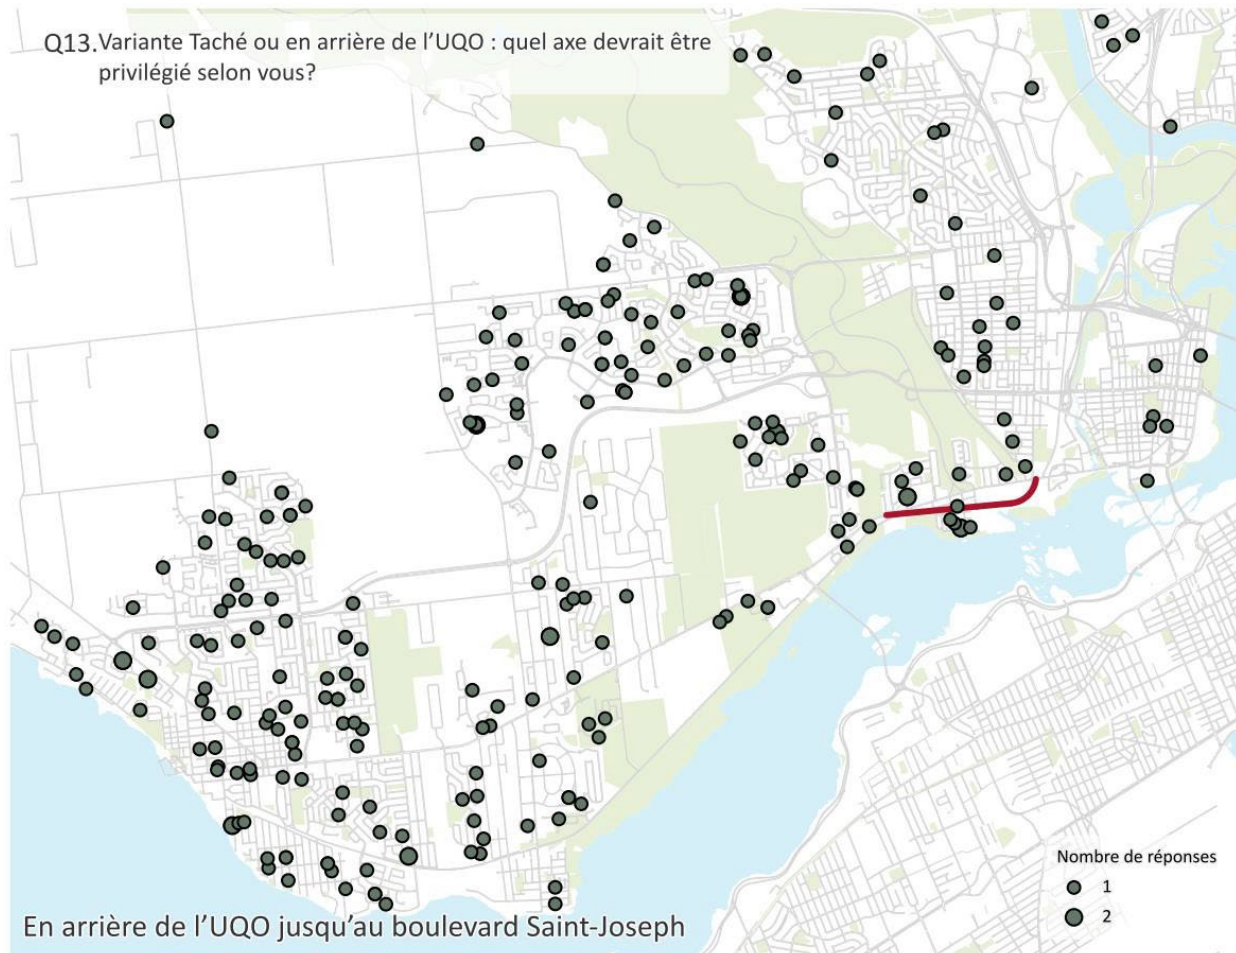 Q13. Variante Taché ou en arrière de l'UQO : quel axe devrait être
privilégié selon vous?
Nombre de réponses
1
2
En arrière de l'UQO jusqu'au boulevard Saint-Joseph